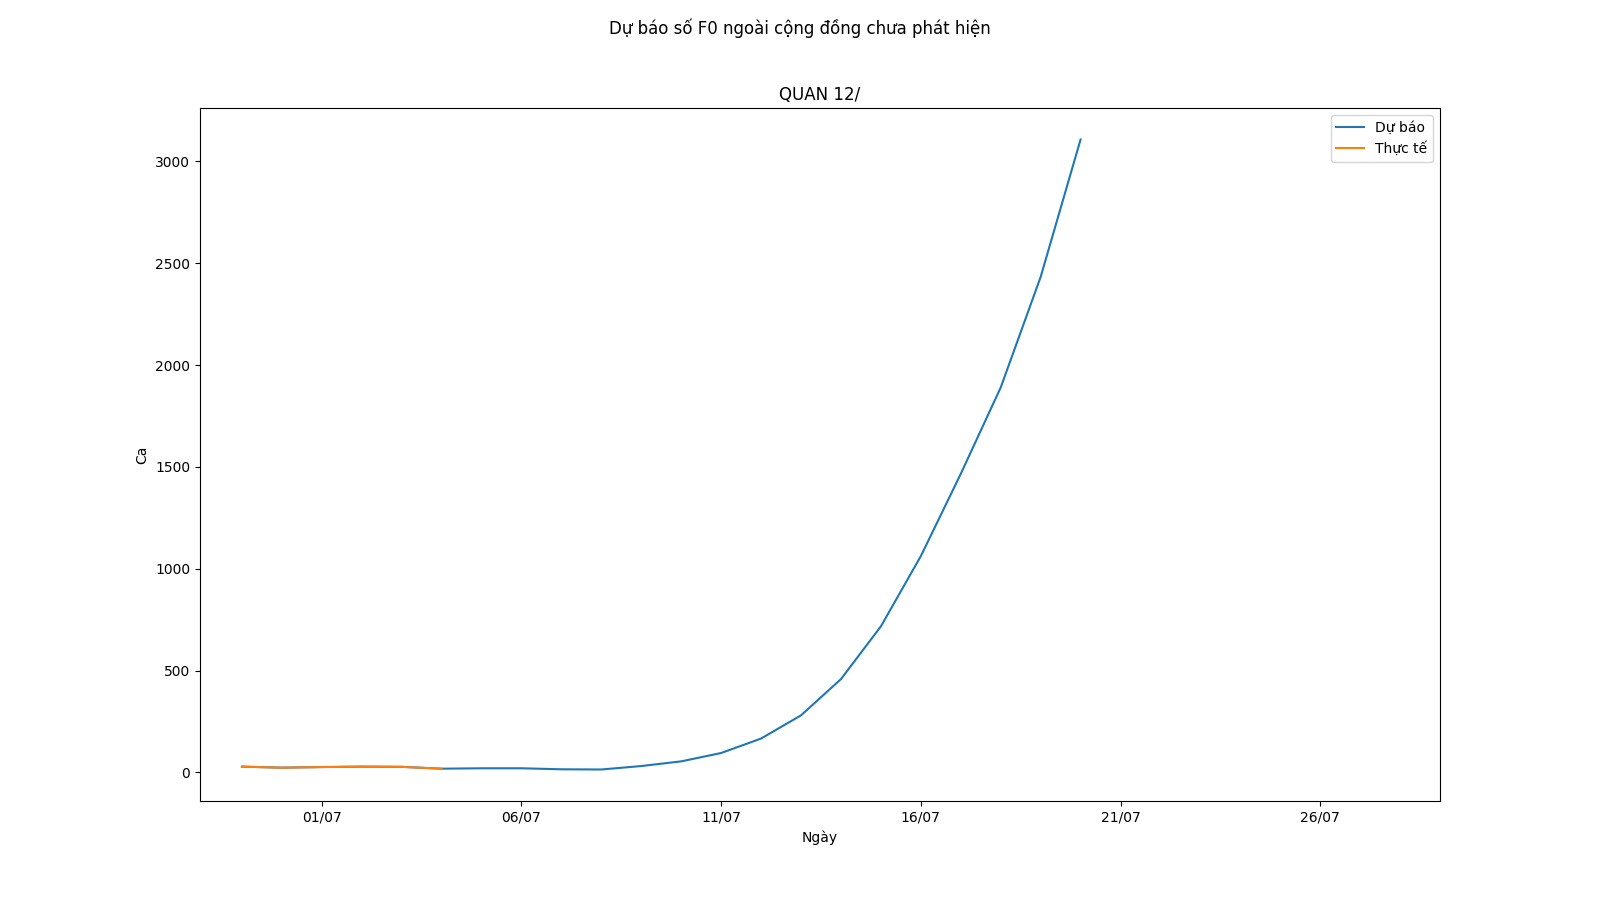 Dự báo số F0 ngoài cộng đồng chưa phát hiện
QUAN 12/
Dự báo
Thực tế
3000
2500
2000
1500
1000
500
0
Ca
01/07 06/07 11/07 16/07 21/07 26/07
Ngày